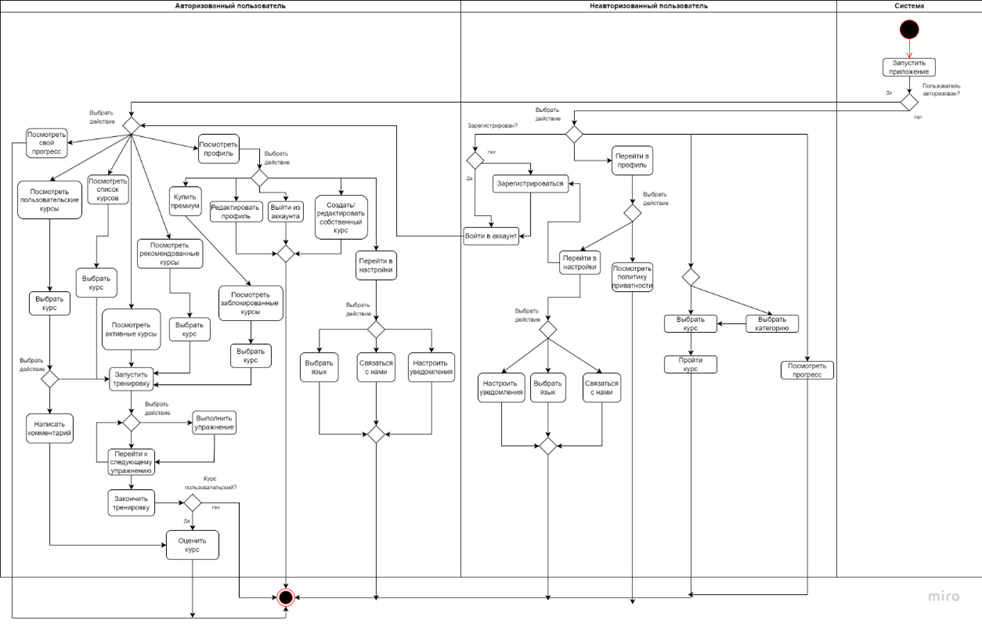 Авторизованный пользователь
Неавторизованный пользователь
Система
Запустить
приложение
Пользователь
авторизован?
Да
Нет
Выбрать
действие
Посмотреть
свой
прогресс
Посмотреть
пользовательские
курсы
Посмотреть
список
курсов
Посмотреть
рекомендованные
курсы
Посмотреть
профиль
Выбрать
действие
Купить
премиум
Редактировать
профиль
Выйти из
аккаунта
Создать/
редактировать
собственный
курс
Перейти в
настройки
Выбрать
курс
Выбрать
курс
Посмотреть
активные курсы
Выбрать
курс
Посмотреть
заблокированные
курсы
Выбрать
курс
Выбрать
действие
Запустить
тренировку
Написать
комментарий
Выбрать
действие
Выполнить
упражнение
Перейти к
следующему
упражнению
Закончить
тренировку
Курс
пользовательский?
Да
Нет
Оценить
курс
Выбрать
действие
Выбрать
язык
Связаться
с нами
Настроить
уведомления
Выбрать
действие
Зарегистрирован?
Нет
Да
Зарегистрироваться
Войти в аккаунт
Перейти в
профиль
Выбрать
действие
Перейти в
настройки
Посмотреть
политику
приватности
Выбрать
действие
Настроить
уведомления
Выбрать
язык
Связаться
с нами
Выбрать
курс
Выбрать
категорию
Пройти
курс
Посмотреть
прогресс
miro